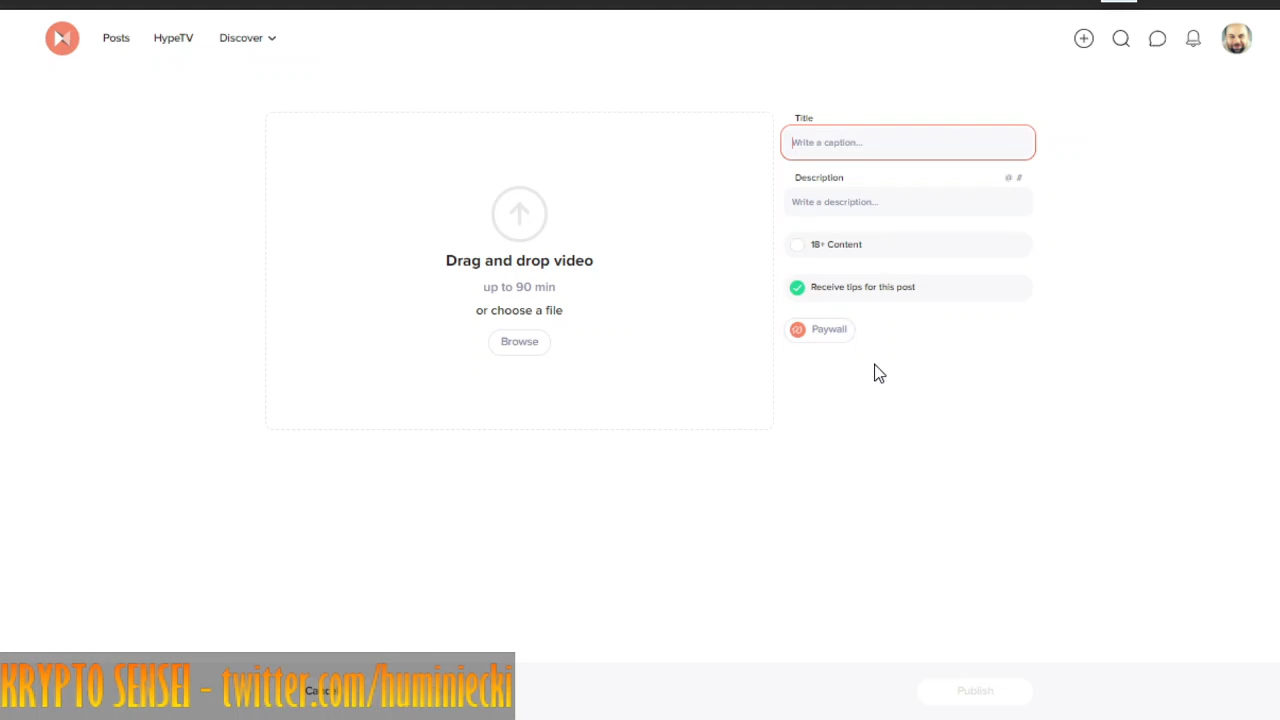 Posts HypeTV Discover
Title
Write a caption...
Description @ #
Write a description...
18+ Content
Receive tips for this post
Paywall
Drag and drop video
up to 90 min
or choose a file
Browse
KRYPTO SENSEI - twitter.com/huminiecki
Publish